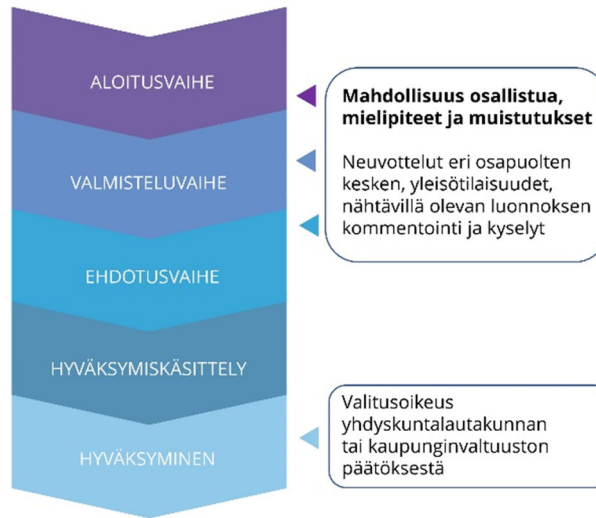 ALOITUSVAIHE
Mahdollisuus osallistua,
mielipiteet ja muistutukset
VALMISTELUVAIHE
Neuvottelut eri osapuolten
kesken, yleisötilaisuudet,
nähtävillä olevan luonnoksen
kommentointi ja kyselyt
EHDOTUSVAIHE
HYVÄKSYMISKÄSITTELY
Valitusoikeus
yhdyskuntalautakunnan
tai kaupunginvaltuuston
päätöksestä
HYVÄKSYMINEN